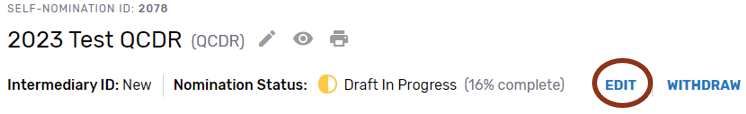 SELF-NOMINATION ID: 2078
2023 Test QCDR (QCDR)
Intermediary ID: New Nomination Status: Draft In Progress (16% complete) EDIT WITHDRAW